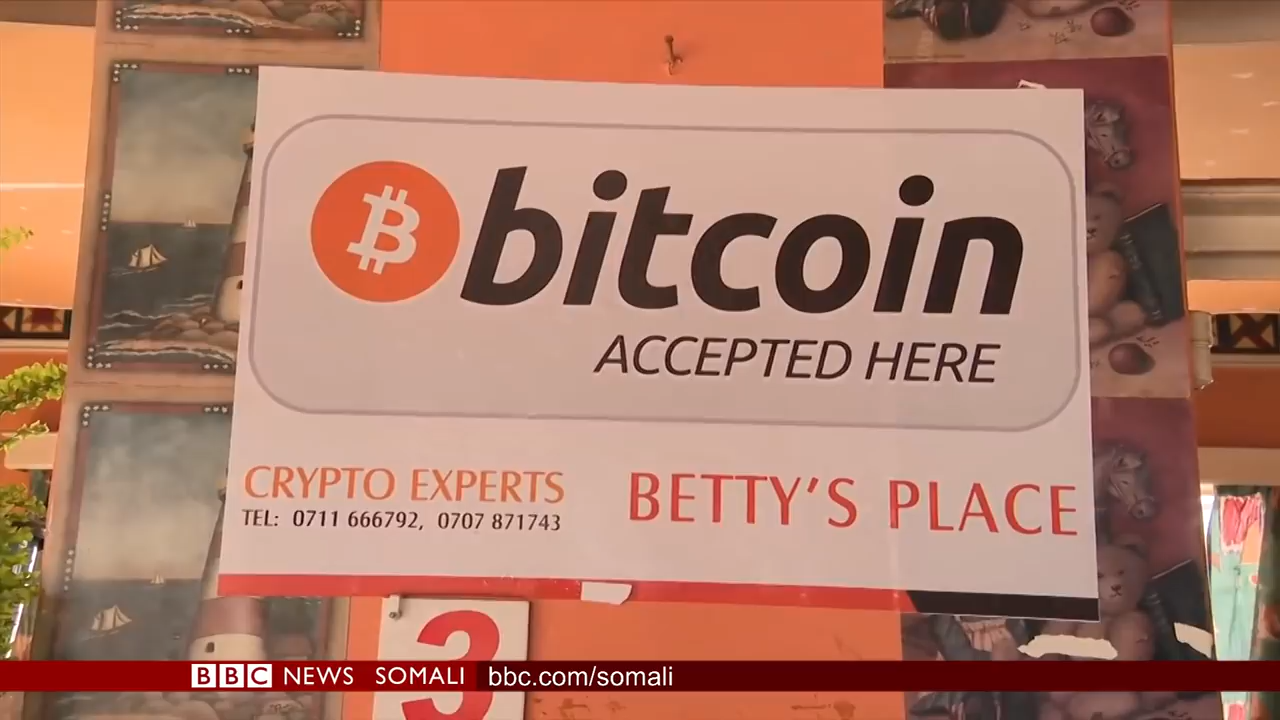 bitcoin
ACCEPTED HERE
CRYPTO EXPERTS
TEL: 0711 666792, 0707 871743
BETTY'S PLACE
3
BBC NEWS SOMALI bbc.com/somali